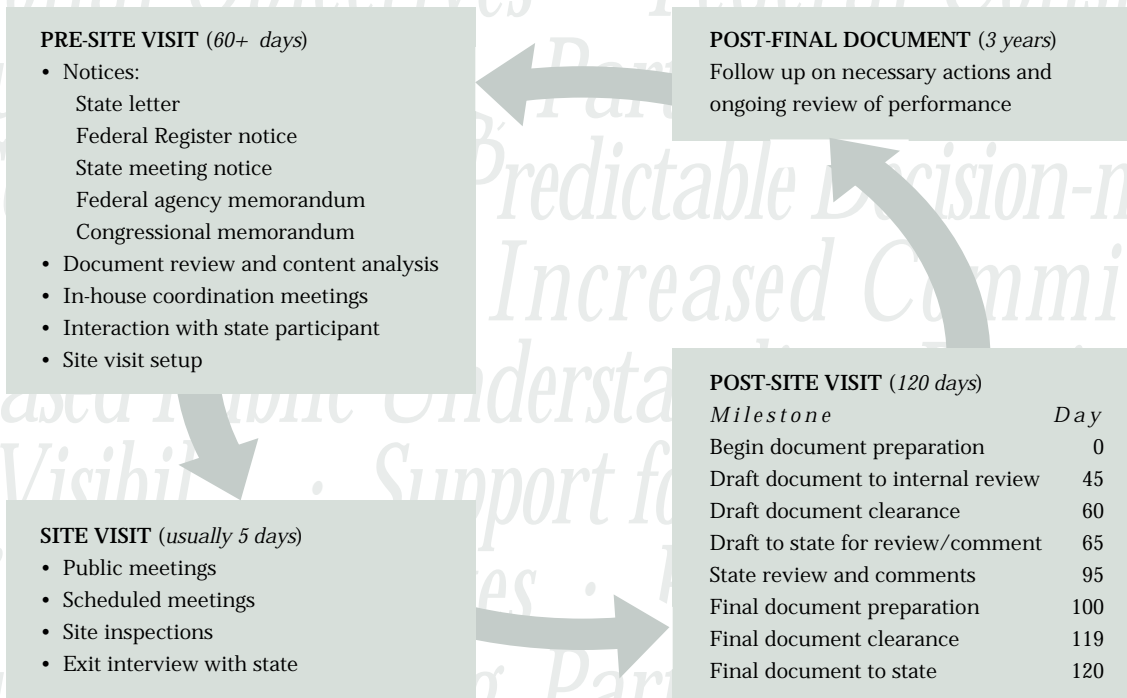 PRE-SITE VISIT (60+ days)
• Notices:
State letter
Federal Register notice
State meeting notice
Federal agency memorandum
Congressional memorandum
• Document review and content analysis
• In-house coordination meetings
• Interaction with state participant
• Site visit setup
SITE VISIT (usually 5 days)
• Public meetings
• Scheduled meetings
• Site inspections
• Exit interview with state
POST-SITE VISIT (120 days)
Milestone Day
Begin document preparation 0
Draft document to internal review 45
Draft document clearance 60
Draft to state for review/comment 65
State review and comments 95
Final document preparation 100
Final document clearance 119
Final document to state 120
POST-FINAL DOCUMENT (3 years)
Follow up on necessary actions and
ongoing review of performance
Predictable
Increased
Support